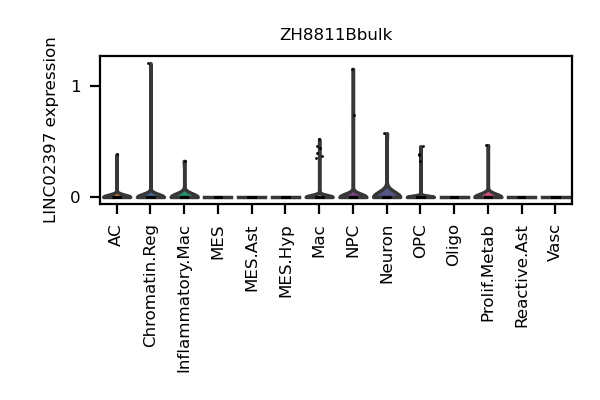 ZH8811Bbulk
LINC02397 expression
1
0
AC
Chromatin.Reg
Inflammatory.Mac
MES
MES.Ast
MES.Hyp
Mac
NPC
Neuron
OPC
Oligo
Prolif.Metab
Reactive.Ast
Vasc